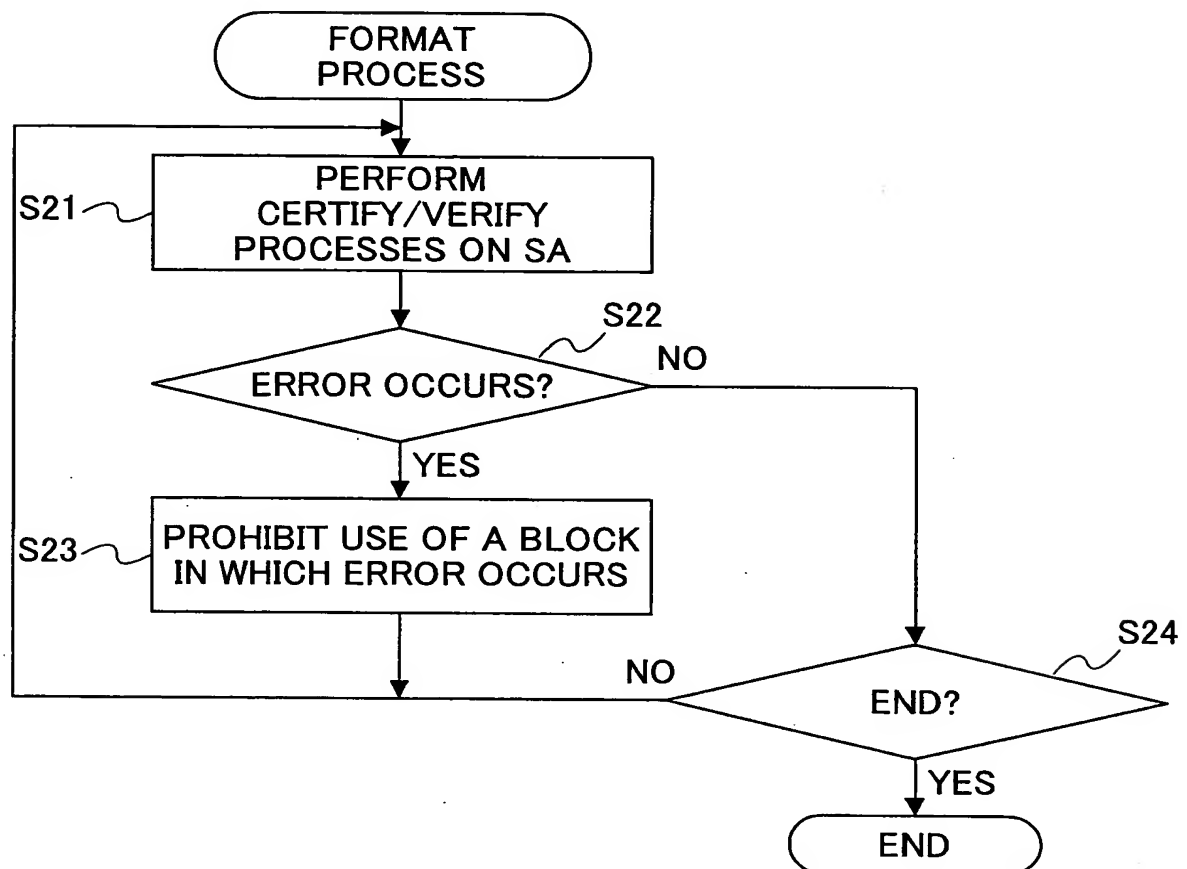 FORMAT
PROCESS
S21
PERFORM
CERTIFY/VERIFY
PROCESSES ON SA
S22
ERROR OCCURS?
NO
YES
S23
PROHIBIT USE OF A BLOCK
IN WHICH ERROR OCCURS
S24
NO
END?
YES
END